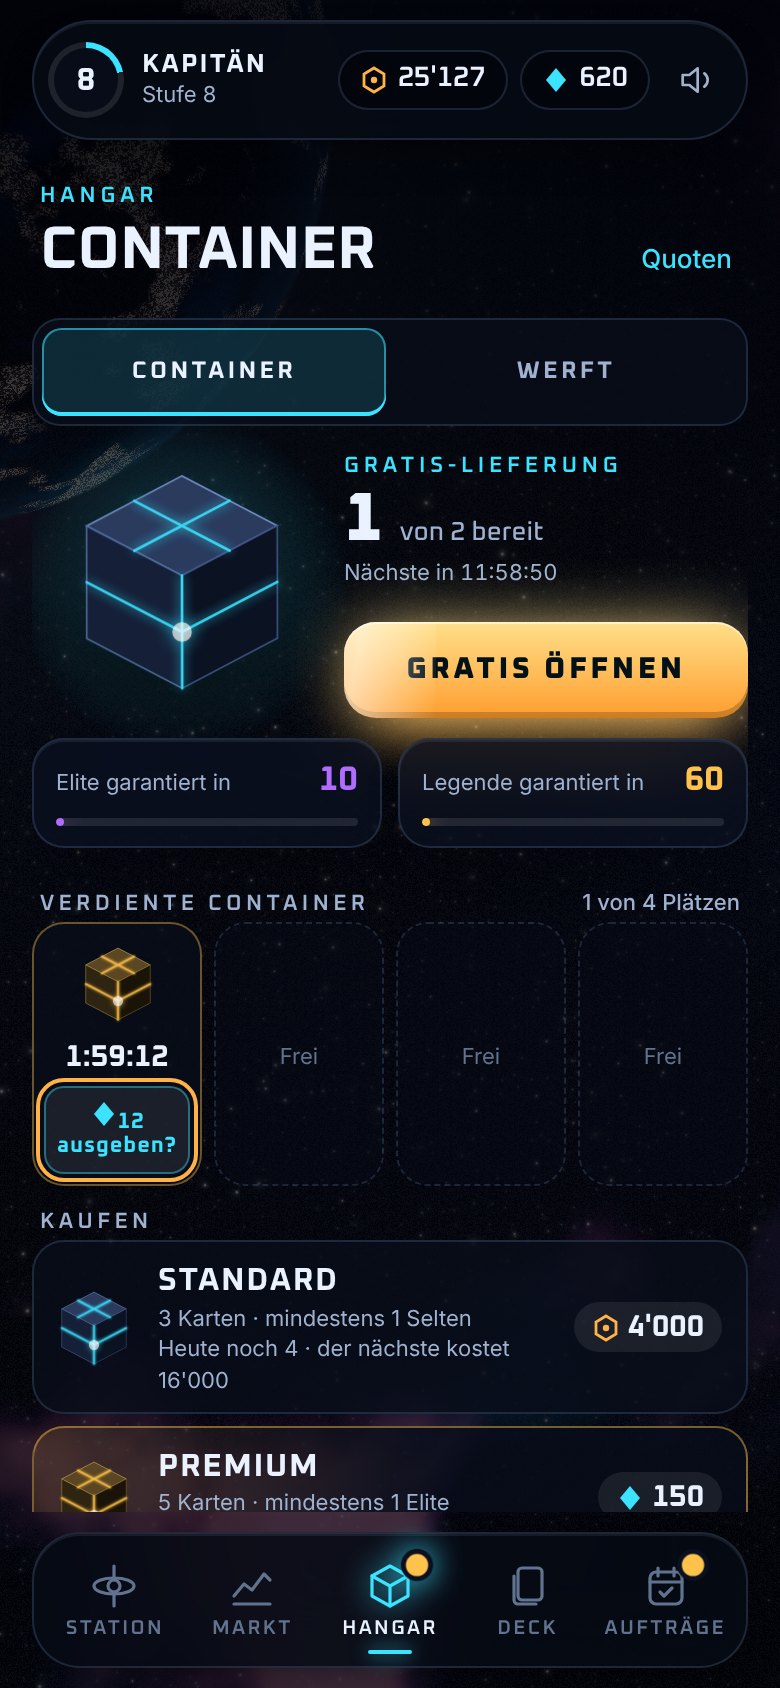 8
KAPITÄN
Stufe 8
25'127
620
HANGAR
CONTAINER
Quoten
CONTAINER
WERFT
GRATIS-LIEFERUNG
1 von 2 bereit
Nächste in 11:58:50
GRATIS ÖFFNEN
Elite garantiert in 10
Legende garantiert in 60
VERDIENTE CONTAINER
1 von 4 Plätzen
1:59:12
12
ausgeben?
Frei
Frei
Frei
KAUFEN
STANDARD
3 Karten · mindestens 1 Selten
Heute noch 4 · der nächste kostet
16'000
4'000
PREMIUM
5 Karten · mindestens 1 Elite
150
STATION
MARKT
HANGAR
DECK
AUFTRÄGE